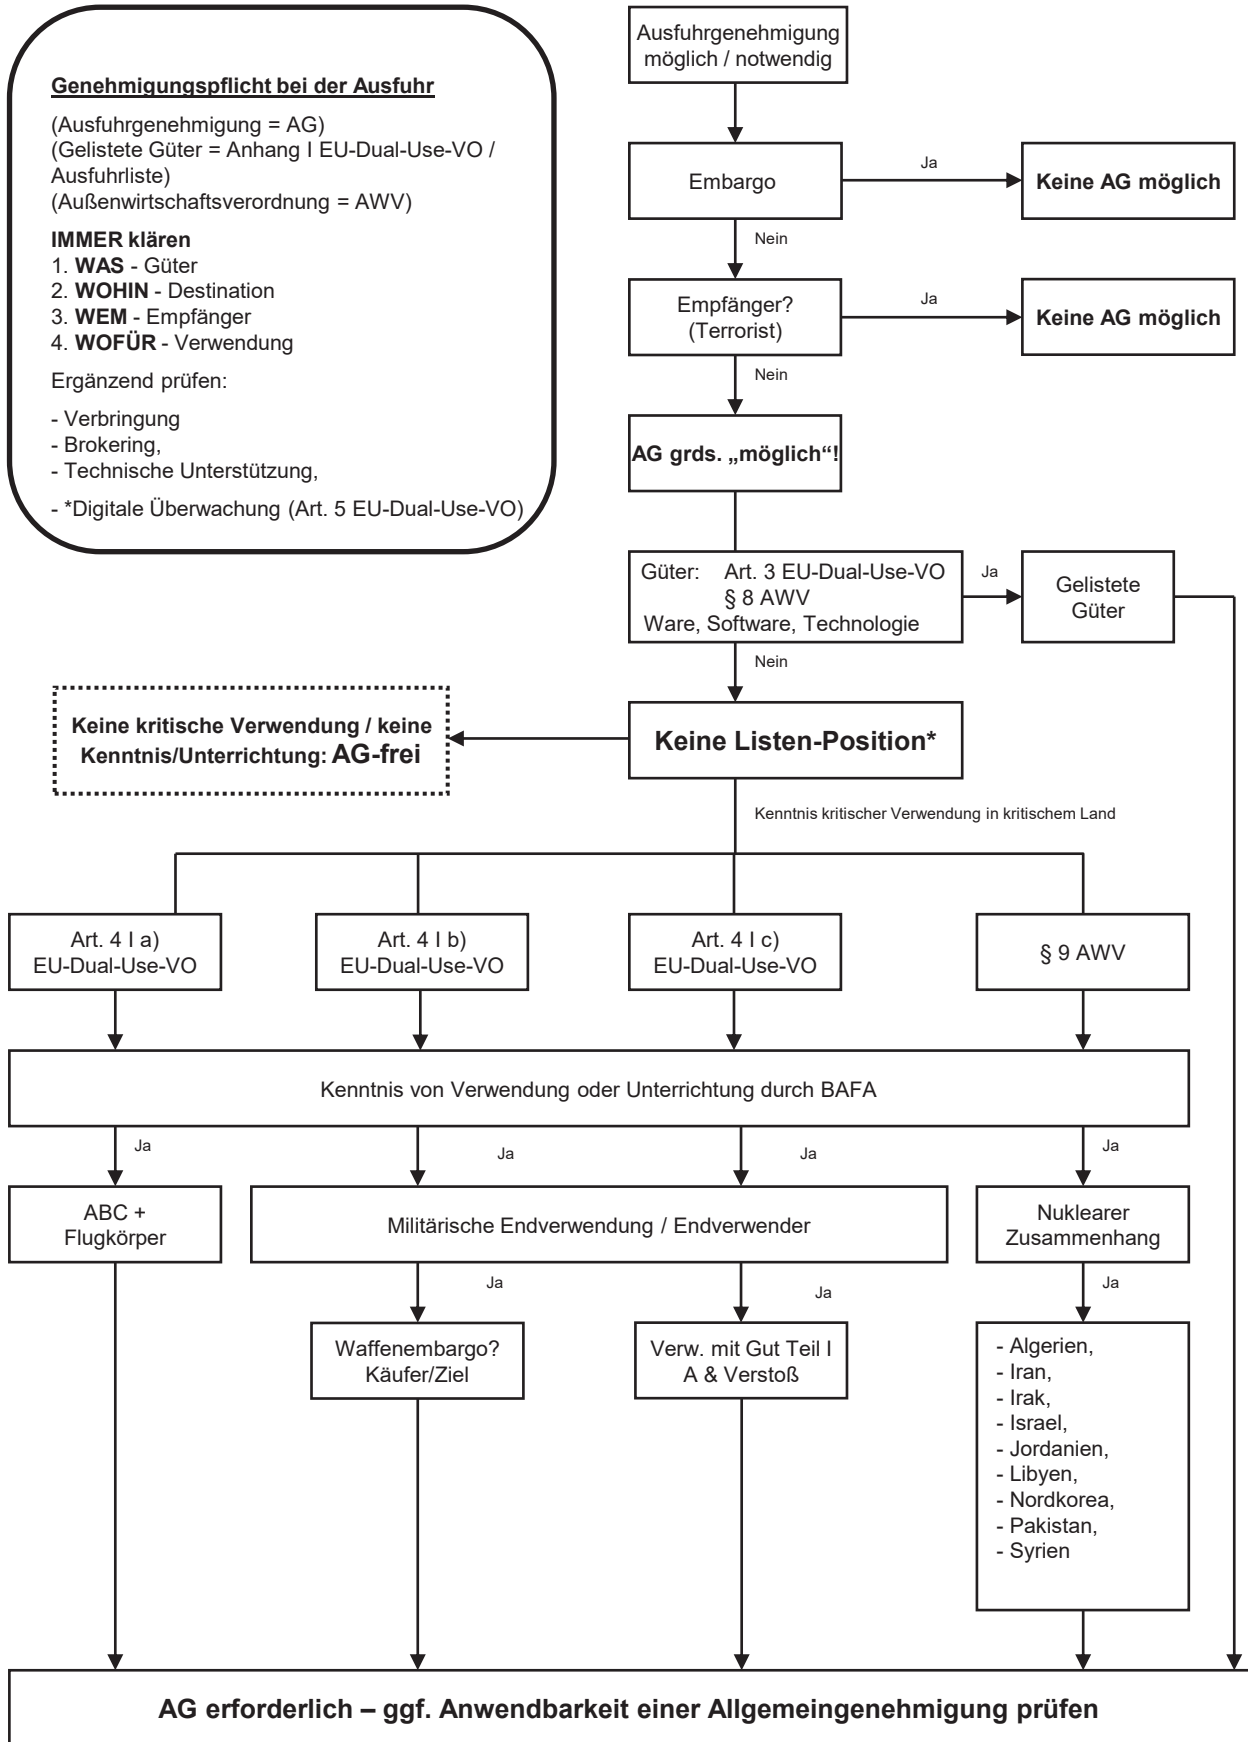 Genehmigungspflicht bei der Ausfuhr
(Ausfuhrgenehmigung = AG)
(Gelistete Güter = Anhang I EU-Dual-Use-VO /
Ausfuhrliste)
(Außenwirtschaftsverordnung = AWV)
IMMER klären
1. WAS - Güter
2. WOHIN - Destination
3. WEM - Empfänger
4. WOFÜR - Verwendung
Ergänzend prüfen:
- Verbringung
- Brokering,
- Technische Unterstützung,
- *Digitale Überwachung (Art. 5 EU-Dual-Use-VO)
Ausfuhrgenehmigung
möglich / notwendig
Embargo
Ja
Keine AG möglich
Nein
Empfänger?
(Terrorist)
Ja
Keine AG möglich
Nein
AG grds. „möglich“!
Güter: Art. 3 EU-Dual-Use-VO
§ 8 AWV
Ware, Software, Technologie
Ja
Gelistete
Güter
Nein
Keine kritische Verwendung / keine
Kenntnis/Unterrichtung: AG-frei
Keine Listen-Position*
Kenntnis kritischer Verwendung in kritischem Land
Art. 4 I a)
EU-Dual-Use-VO
Art. 4 I b)
EU-Dual-Use-VO
Art. 4 I c)
EU-Dual-Use-VO
§ 9 AWV
Kenntnis von Verwendung oder Unterrichtung durch BAFA
Ja
Ja
Ja
Ja
ABC +
Flugkörper
Militärische Endverwendung / Endverwender
Nuklearer
Zusammenhang
Ja
Ja
Ja
Waffenembargo?
Käufer/Ziel
Verw. mit Gut Teil I
A & Verstoß
- Algerien,
- Iran,
- Irak,
- Israel,
- Jordanien,
- Libyen,
- Nordkorea,
- Pakistan,
- Syrien
AG erforderlich – ggf. Anwendbarkeit einer Allgemeingenehmigung prüfen